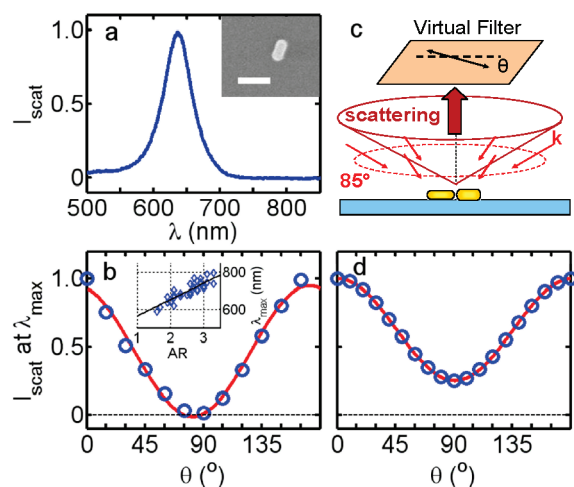 a
1.0
0.5
0
I scat
500 600 700 800
λ (nm)
c
Virtual Filter
θ
scattering
k
85°
b
1.0
0.5
0
I scat at λ max
0 45 90 135
θ (°)
800
600
λ max (nm)
1 2 3
AR
d
0 45 90 135
θ (°)